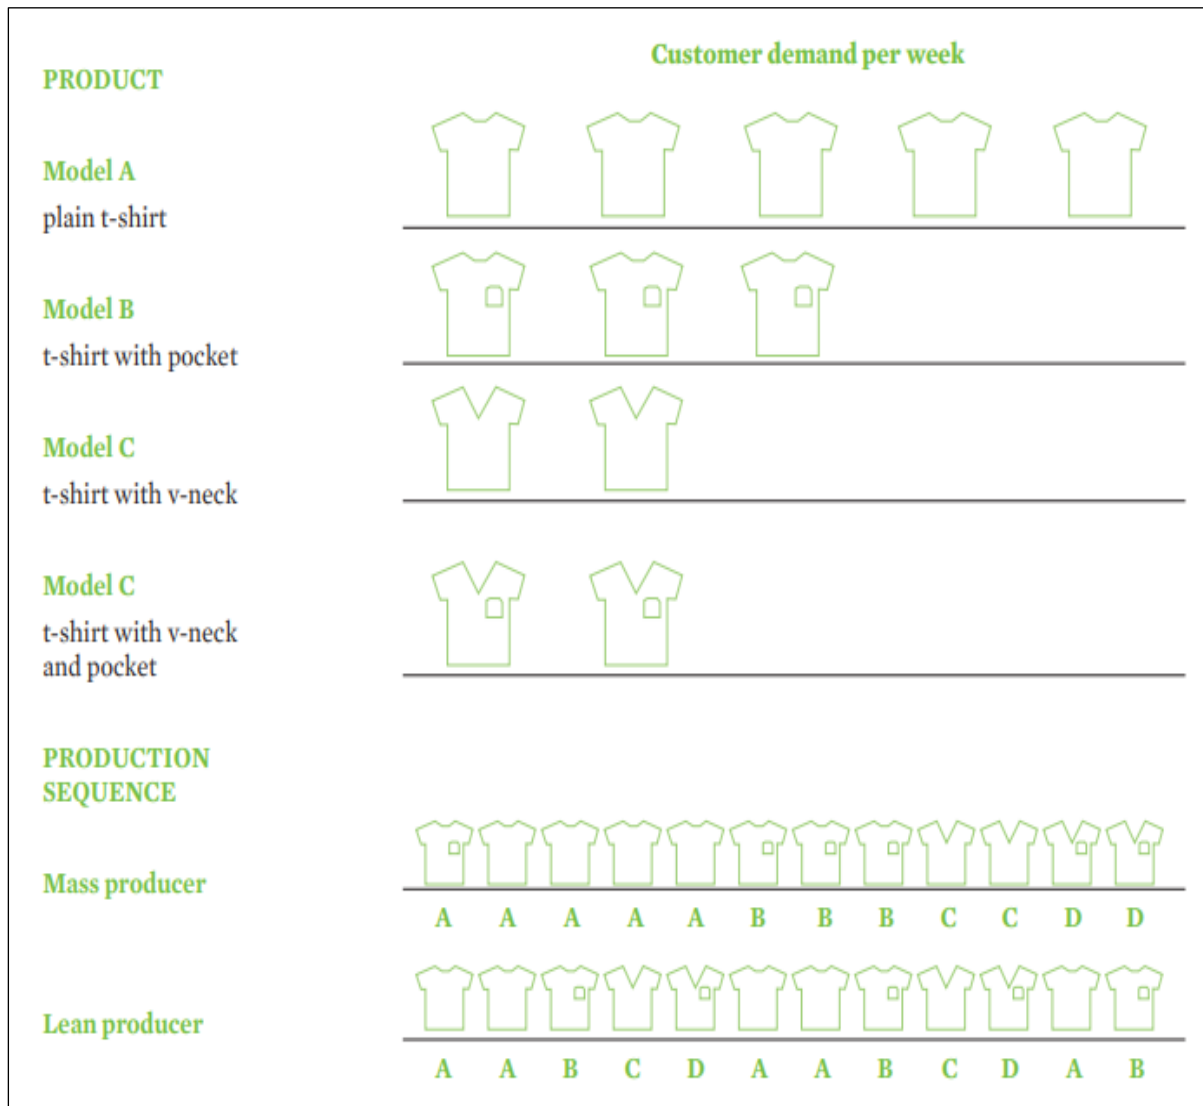 PRODUCT
Customer demand per week
Model A
plain t-shirt
Model B
t-shirt with pocket
Model C
t-shirt with v-neck
Model C
t-shirt with v-neck
and pocket
PRODUCTION
SEQUENCE
Mass producer
A A A A A B B B C C D D
Lean producer
A A B C D A A B C D A B